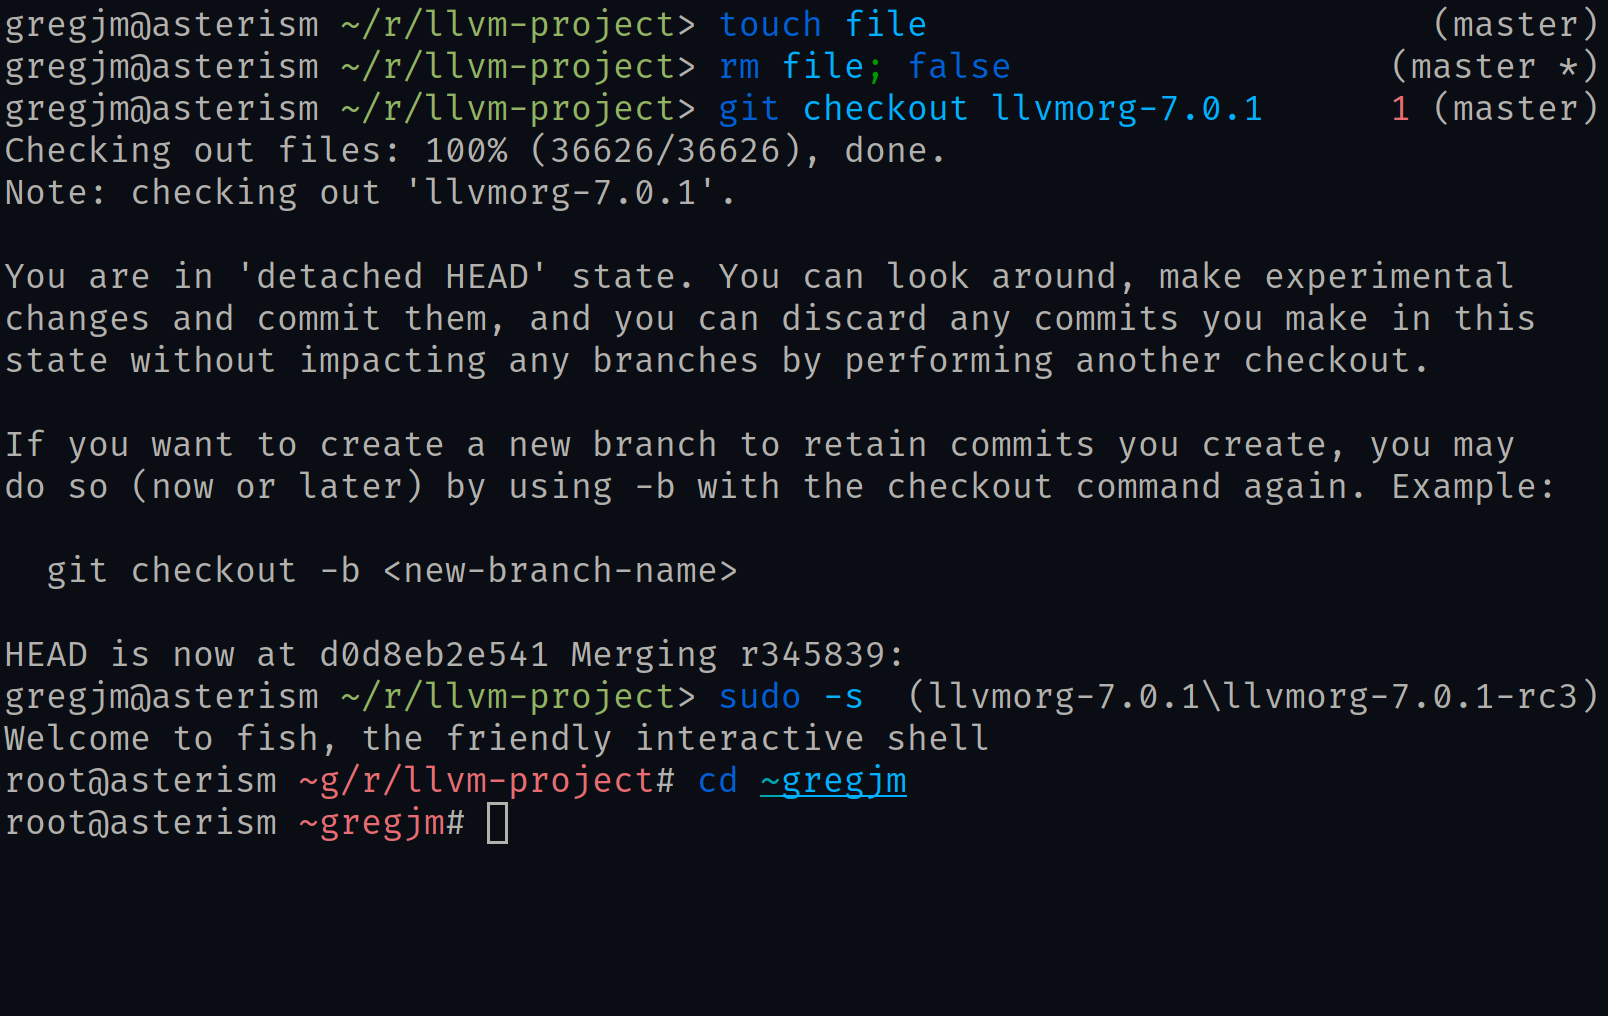 gregjm@asterism ~/r/llvm-project> touch file (master)
gregjm@asterism ~/r/llvm-project> rm file; false (master *)
gregjm@asterism ~/r/llvm-project> git checkout llvmorg-7.0.1 1 (master)
Checking out files: 100% (36626/36626), done.
Note: checking out 'llvmorg-7.0.1'.

You are in 'detached HEAD' state. You can look around, make experimental
changes and commit them, and you can discard any commits you make in this
state without impacting any branches by performing another checkout.

If you want to create a new branch to retain commits you create, you may
do so (now or later) by using -b with the checkout command again. Example:

  git checkout -b <new-branch-name>

HEAD is now at d0d8eb2e541 Merging r345839:
gregjm@asterism ~/r/llvm-project> sudo -s (llvmorg-7.0.1\llvmorg-7.0.1-rc3)
Welcome to fish, the friendly interactive shell
root@asterism ~g/r/llvm-project# cd ~gregjm
root@asterism ~gregjm#